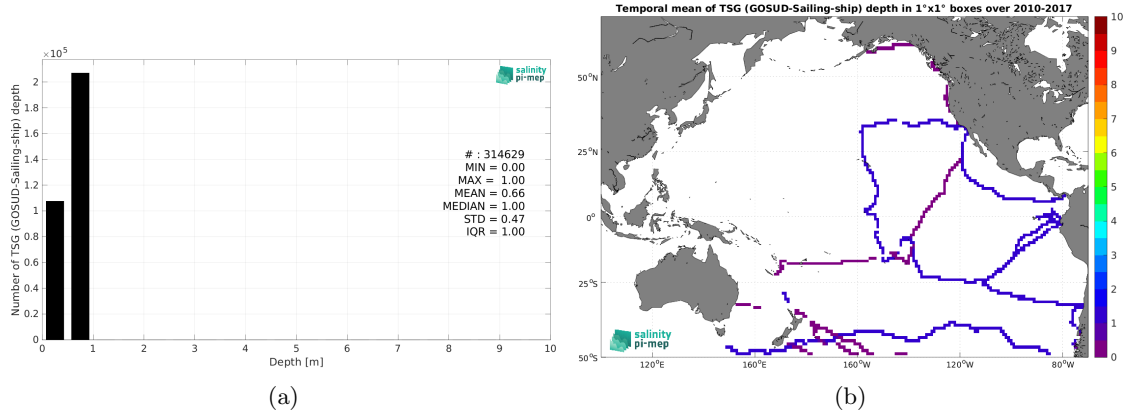 ×10⁵
2
1.8
1.6
1.4
1.2
1
0.8
0.6
0.4
0.2
0
Number of TSG (GOSUD-Sailing-ship) depth
salinity
pi-mep
# : 314629
MIN = 0.00
MAX = 1.00
MEAN = 0.66
MEDIAN = 1.00
STD = 0.47
IQR = 1.00
0 1 2 3 4 5 6 7 8 9 10
Depth [m]
(a)
Temporal mean of TSG (GOSUD-Sailing-ship) depth in 1°x1° boxes over 2010-2017
50°N
25°N
0°
25°S
50°S
120°E 160°E 160°W 120°W 80°W
salinity
pi-mep
10
9
8
7
6
5
4
3
2
1
0
(b)